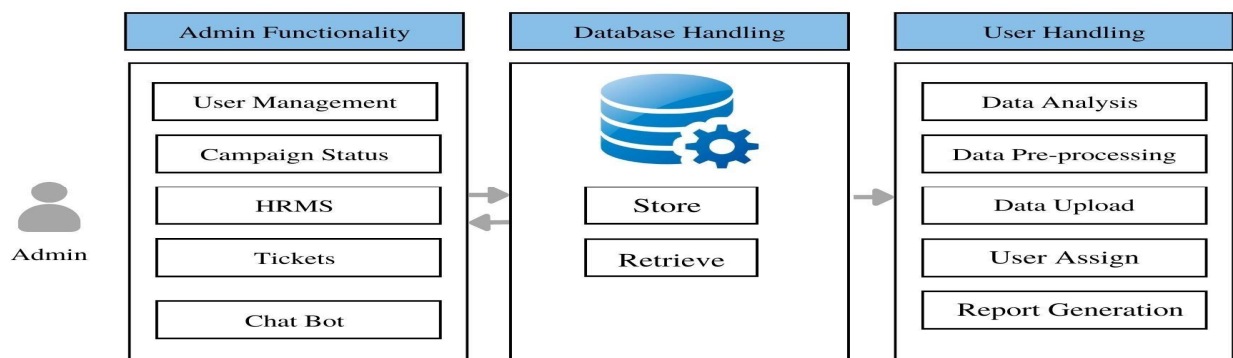 Admin Functionality
Database Handling
User Handling
User Management
Campaign Status
HRMS
Tickets
Chat Bot
Admin
Store
Retrieve
Data Analysis
Data Pre-processing
Data Upload
User Assign
Report Generation